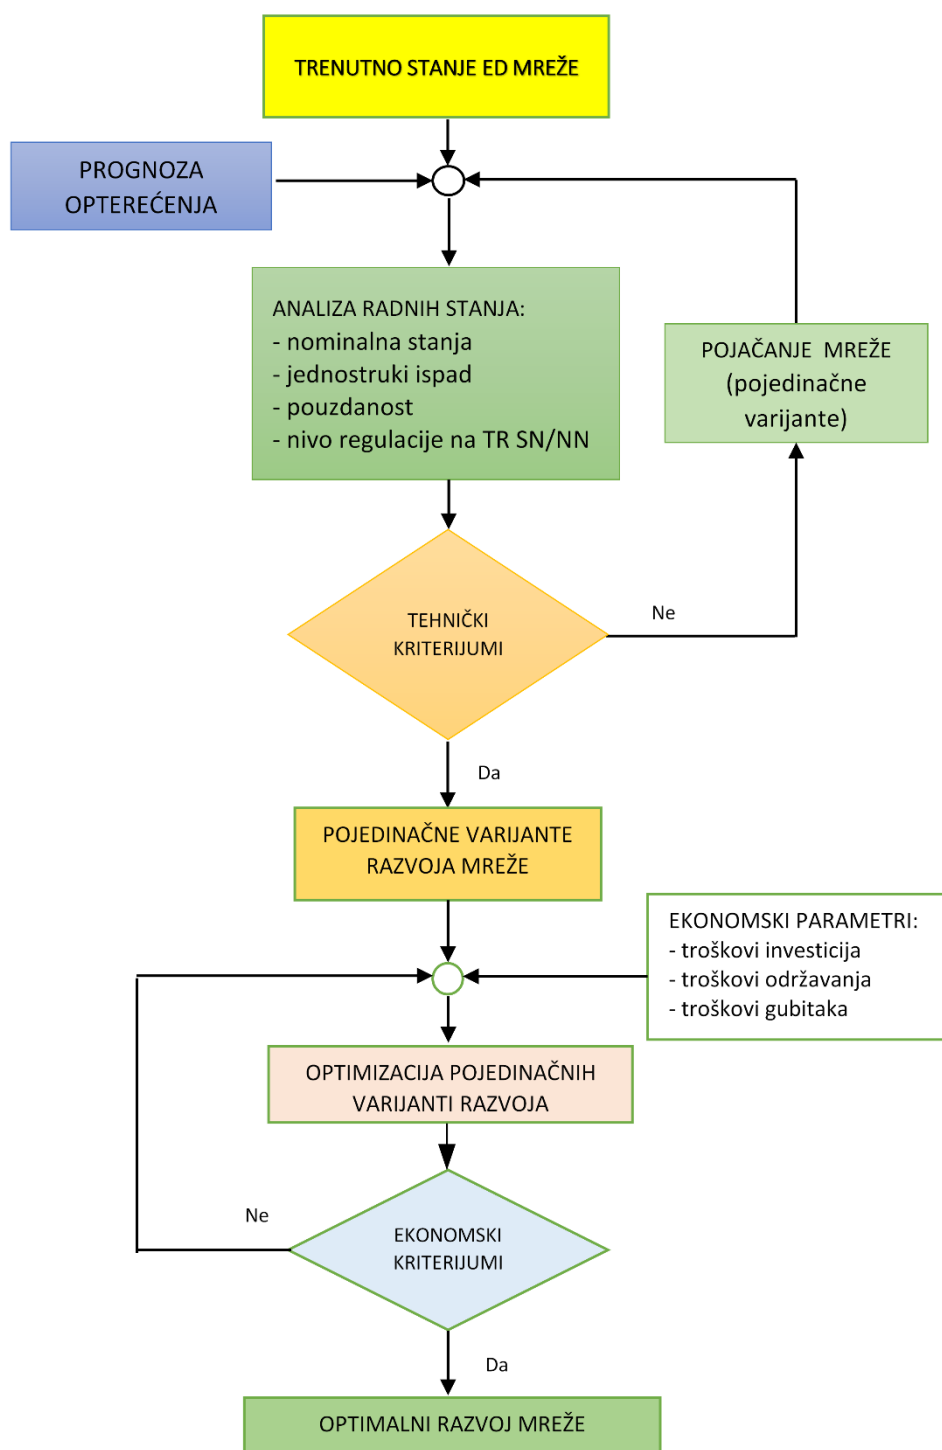 TRENUTNO STANJE ED MREŽE
PROGNOZA
OPTEREĆENJA
ANALIZA RADNIH STANJA:
- nominalna stanja
- jednostruki ispad
- pouzdanost
- nivo regulacije na TR SN/NN
POJAČANJE MREŽE
(pojedinačne
varijante)
TEHNIČKI
KRITERIJUMI
Ne
Da
POJEDINAČNE VARIJANTE
RAZVOJA MREŽE
EKONOMSKI PARAMETRI:
- troškovi investicija
- troškovi održavanja
- troškovi gubitaka
OPTIMIZACIJA POJEDINAČNIH
VARIJANTI RAZVOJA
Ne
EKONOMSKI
KRITERIJUMI
Da
OPTIMALNI RAZVOJ MREŽE